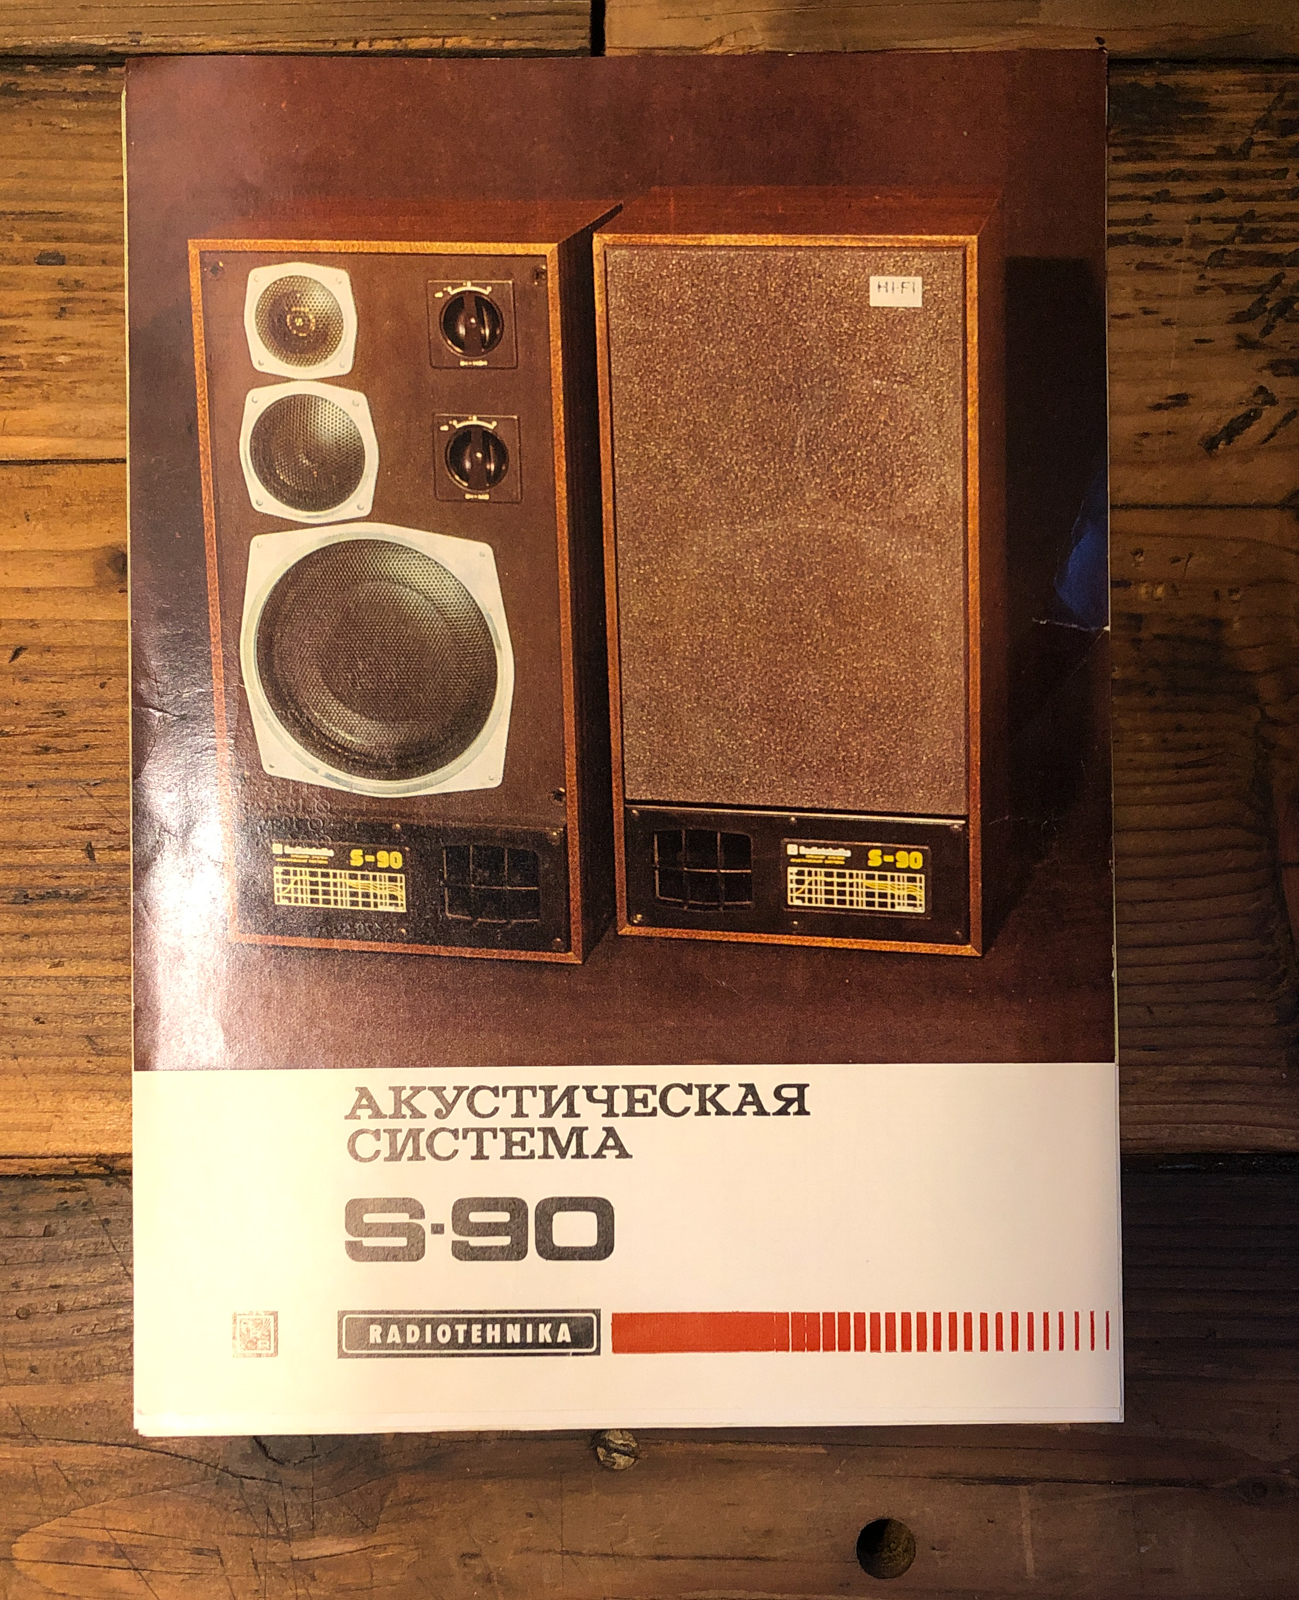 HI-FI
S-90
S-90
АКУСТИЧЕСКАЯ
СИСТЕМА
S-90
RADIOTEHNIKA